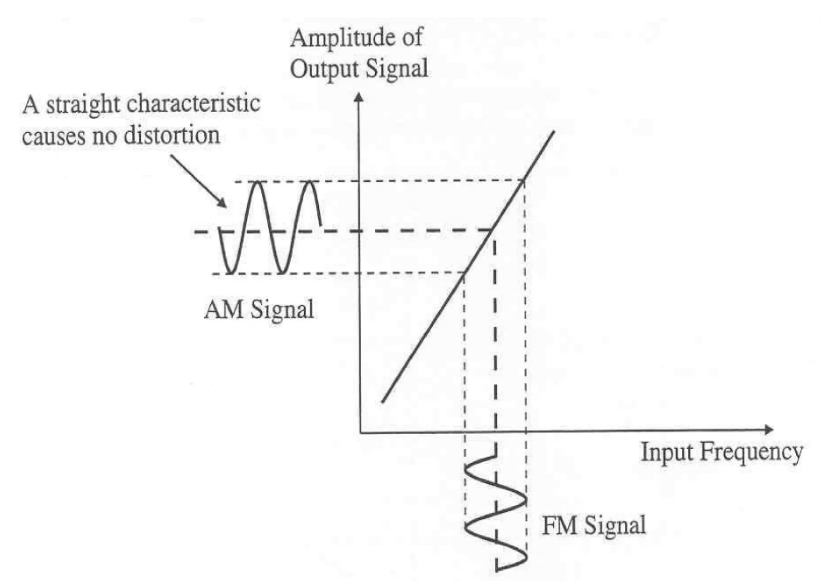 Amplitude of
Output Signal
A straight characteristic
causes no distortion
AM Signal
Input Frequency
FM Signal